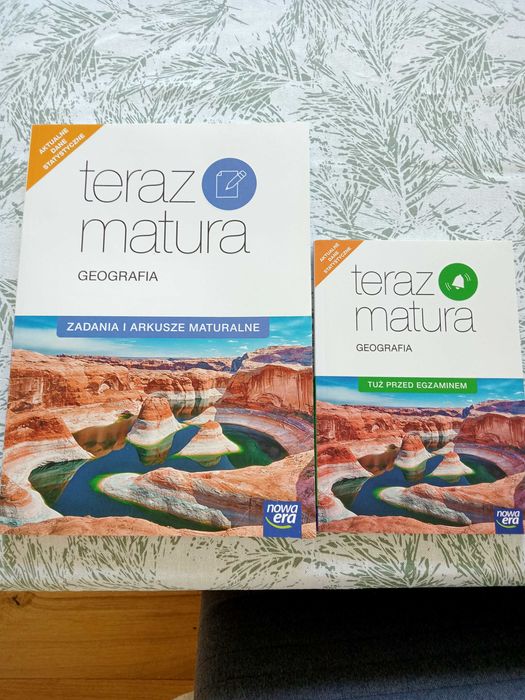 AKTUALNE
DANE
STATYSTYCZNE
teraz
matura
GEOGRAFIA
ZADANIA I ARKUSZE MATURALNE
nowa
era
AKTUALNE
DANE
STATYSTYCZNE
teraz
matura
GEOGRAFIA
TUŻ PRZED EGZAMINEM
nowa
era